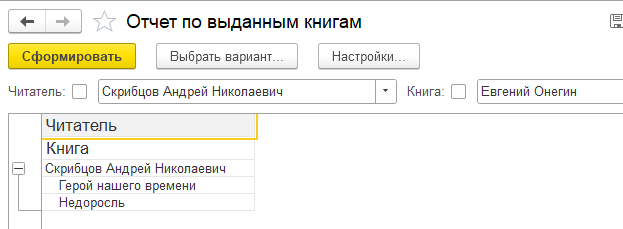 Отчет по выданным книгам
Сформировать Выбрать вариант... Настройки...
Читатель: Скрибцов Андрей Николаевич Книга: Евгений Онегин
Читатель
Книга
Скрибцов Андрей Николаевич
Герой нашего времени
Недоросль